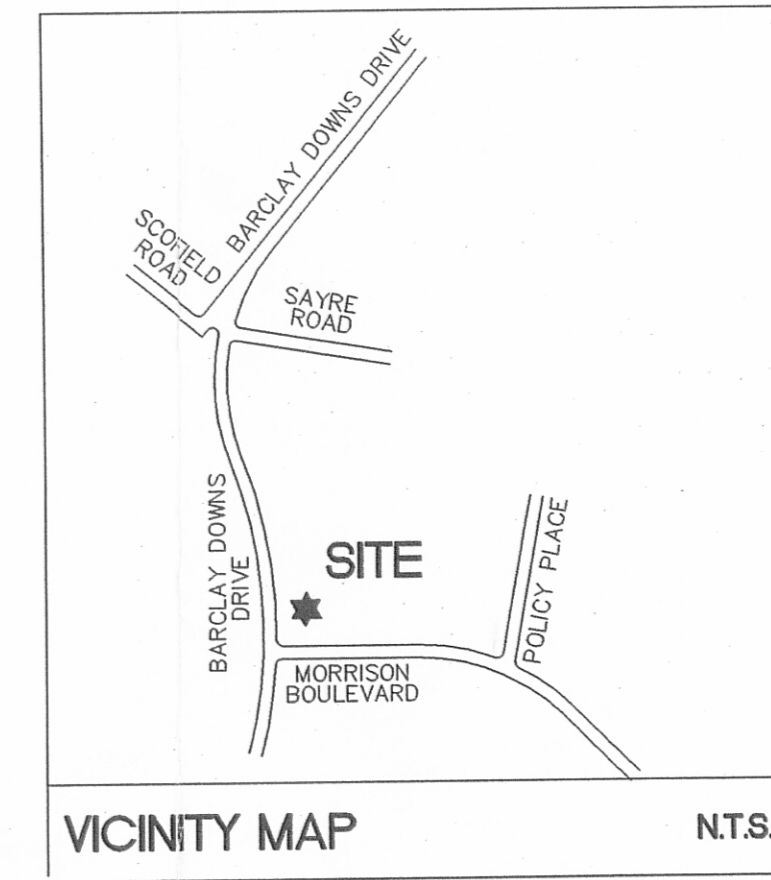 BARCLAY DOWNS DRIVE
SCOFIELD
ROAD
SAYRE
ROAD
BARCLAY DOWNS
DRIVE
SITE
POLICY PLACE
MORRISON
BOULEVARD
VICINITY MAP
N.T.S.